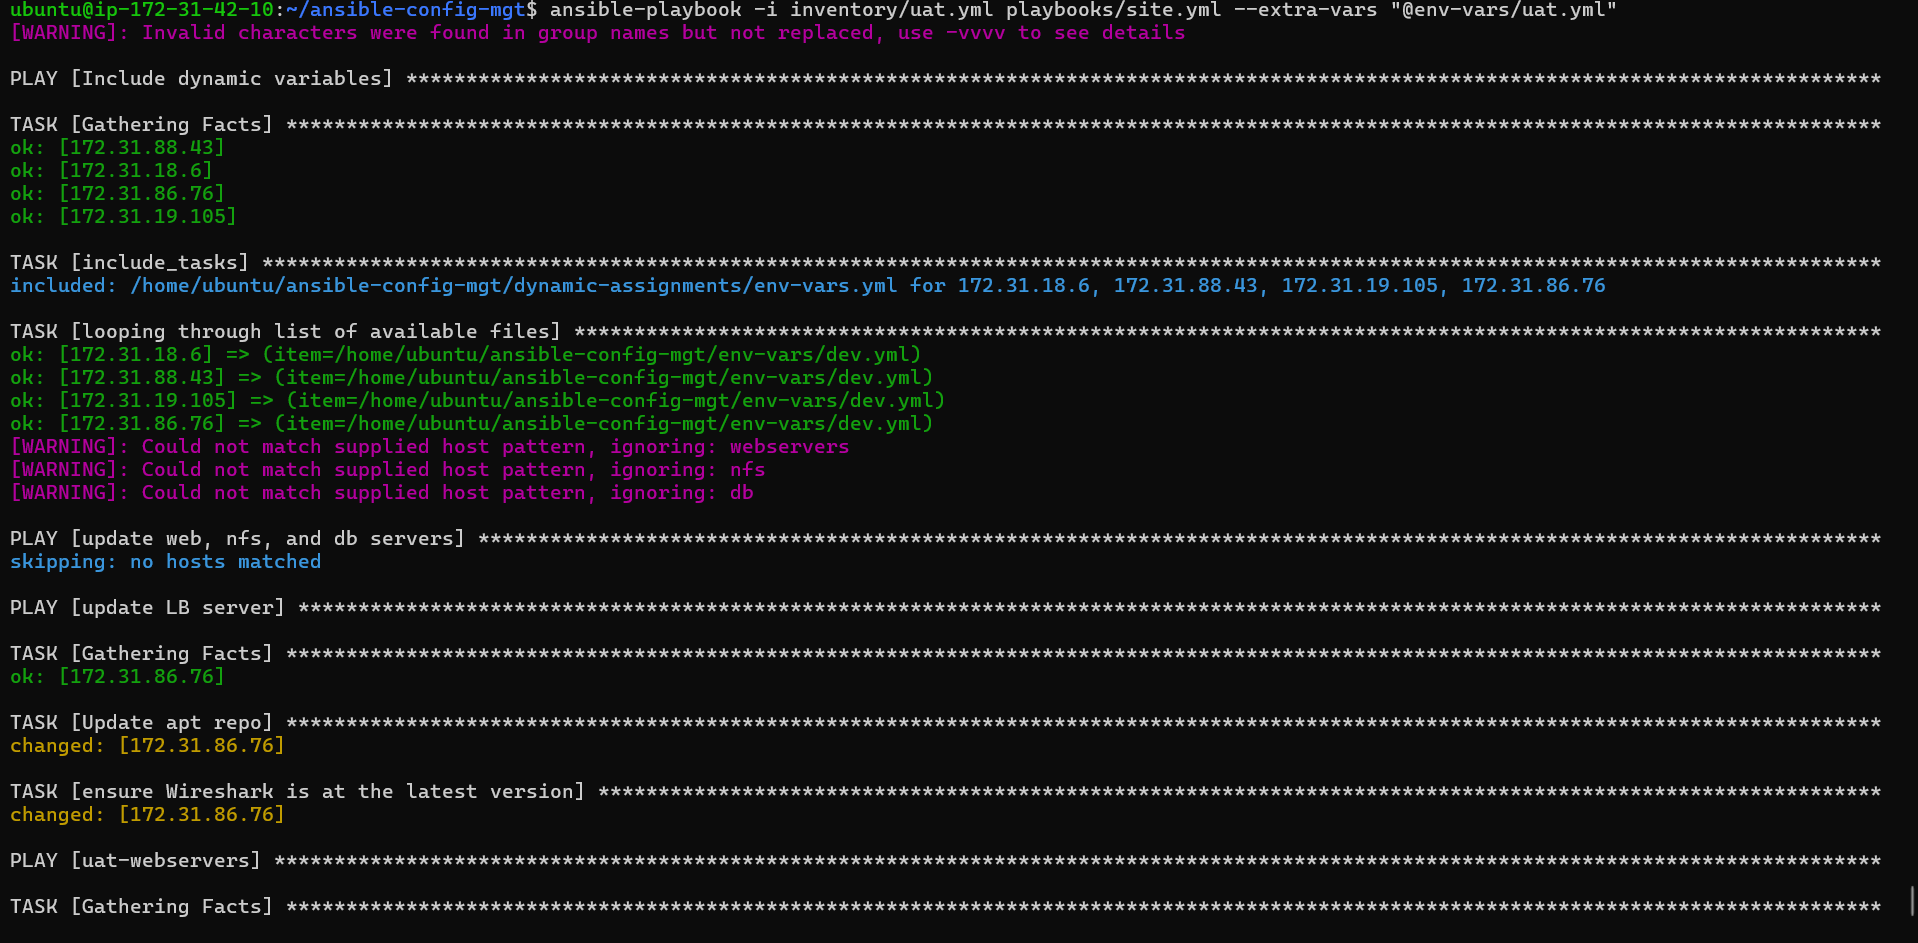 ubuntu@ip-172-31-42-10:~/ansible-config-mgt$ ansible-playbook -i inventory/uat.yml playbooks/site.yml --extra-vars "@env-vars/uat.yml"
[WARNING]: Invalid characters were found in group names but not replaced, use -vvvv to see details
PLAY [Include dynamic variables] ***************************************************************************************************************************
TASK [Gathering Facts] *************************************************************************************************************************************
ok: [172.31.88.43]
ok: [172.31.18.6]
ok: [172.31.86.76]
ok: [172.31.19.105]
TASK [include_tasks] ***************************************************************************************************************************************
included: /home/ubuntu/ansible-config-mgt/dynamic-assignments/env-vars.yml for 172.31.18.6, 172.31.88.43, 172.31.19.105, 172.31.86.76
TASK [looping through list of available files] *************************************************************************************************************
ok: [172.31.18.6] => (item=/home/ubuntu/ansible-config-mgt/env-vars/dev.yml)
ok: [172.31.88.43] => (item=/home/ubuntu/ansible-config-mgt/env-vars/dev.yml)
ok: [172.31.19.105] => (item=/home/ubuntu/ansible-config-mgt/env-vars/dev.yml)
ok: [172.31.86.76] => (item=/home/ubuntu/ansible-config-mgt/env-vars/dev.yml)
[WARNING]: Could not match supplied host pattern, ignoring: webservers
[WARNING]: Could not match supplied host pattern, ignoring: nfs
[WARNING]: Could not match supplied host pattern, ignoring: db
PLAY [update web, nfs, and db servers] *********************************************************************************************************************
skipping: no hosts matched
PLAY [update LB server] ************************************************************************************************************************************
TASK [Gathering Facts] *************************************************************************************************************************************
ok: [172.31.86.76]
TASK [Update apt repo] *************************************************************************************************************************************
changed: [172.31.86.76]
TASK [ensure Wireshark is at the latest version] ***********************************************************************************************************
changed: [172.31.86.76]
PLAY [uat-webservers] **************************************************************************************************************************************
TASK [Gathering Facts] *************************************************************************************************************************************